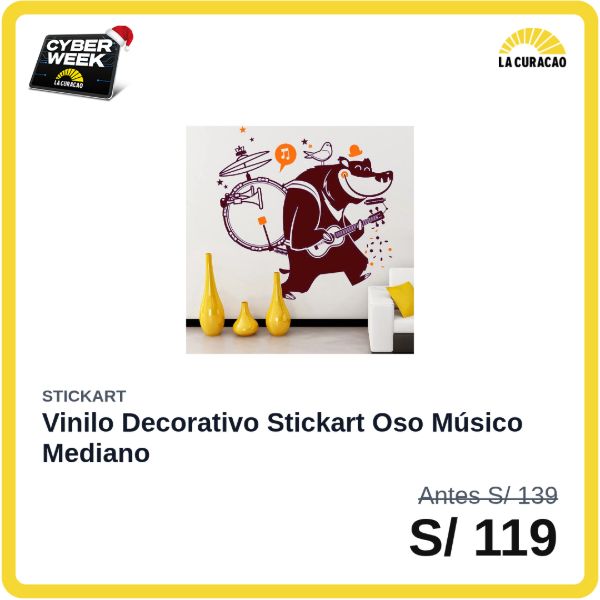 CYBER
WEEK
LA CURACAO
LA CURACAO
STICKART
Vinilo Decorativo Stickart Oso Músico
Mediano
Antes S/ 139
S/ 119